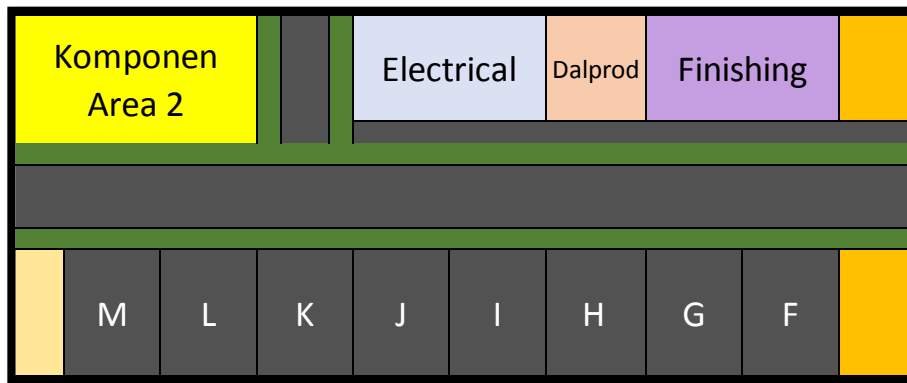 Komponen
Area 2
Electrical
Dalprod
Finishing
M L K J I H G F